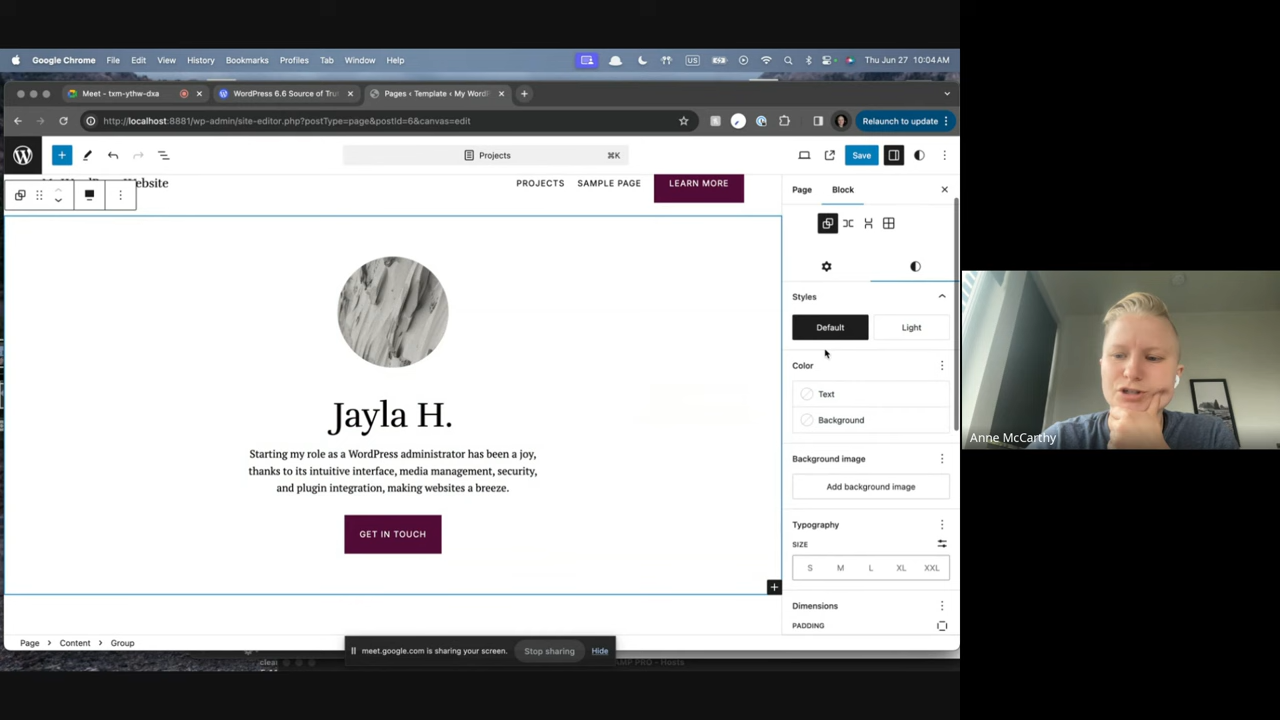 Google Chrome File Edit View History Bookmarks Profiles Tab Window Help US Thu Jun 27 10:04 AM
Meet - txm-ythw-dxa WordPress 6.6 Source of Tru Pages ‹ Template ‹ My WordP
http://localhost:8881/wp-admin/site-editor.php?postType=page&postId=6&canvas=edit Relaunch to update
Projects ⌘K Save
Website PROJECTS SAMPLE PAGE LEARN MORE
Page Block
Styles
Default Light
Color
Text
Background
Background image
Add background image
Typography
SIZE
S M L XL XXL
Dimensions
PADDING
Jayla H.
Starting my role as a WordPress administrator has been a joy,
thanks to its intuitive interface, media management, security,
and plugin integration, making websites a breeze.
GET IN TOUCH
Page > Content > Group
meet.google.com is sharing your screen. Stop sharing Hide
AMP PRO - Hosts
Anne McCarthy